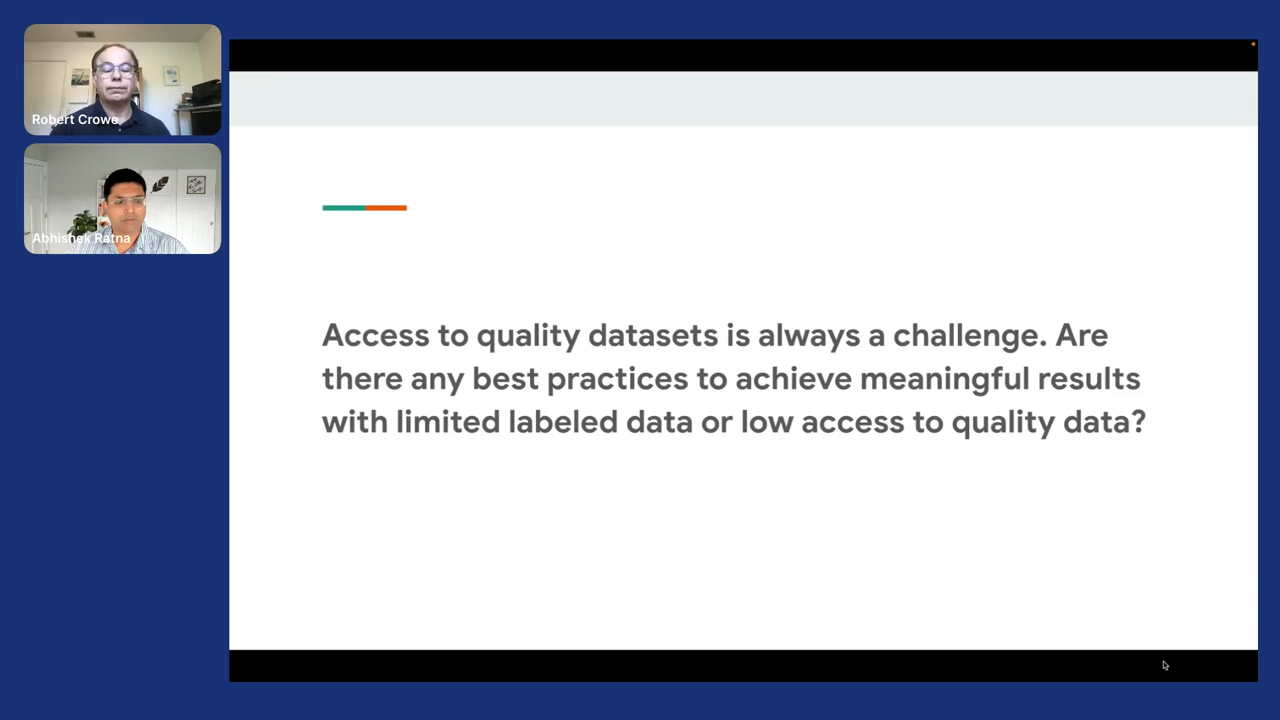 Robert Crowe
Abhishek Ratna
Access to quality datasets is always a challenge. Are
there any best practices to achieve meaningful results
with limited labeled data or low access to quality data?